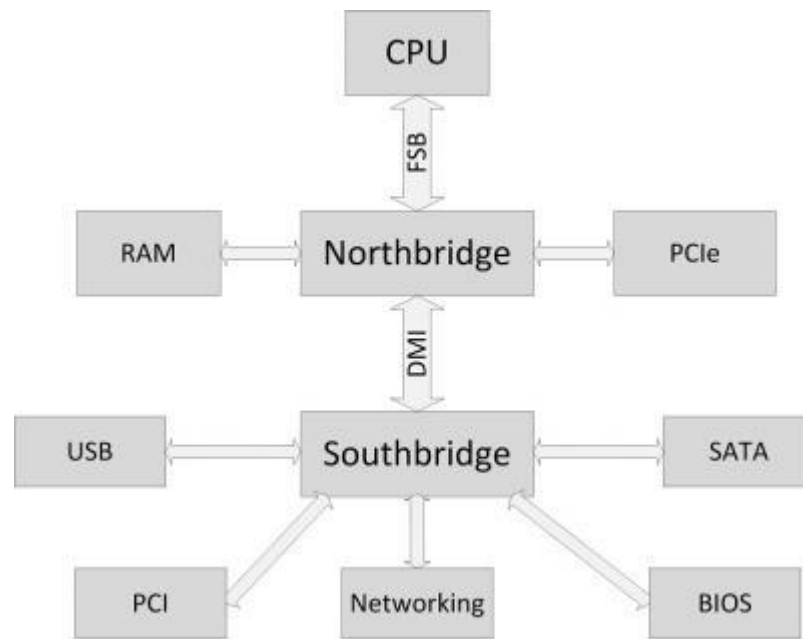 CPU
FSB
RAM
Northbridge
PCIe
DMI
USB
Southbridge
SATA
PCI
Networking
BIOS